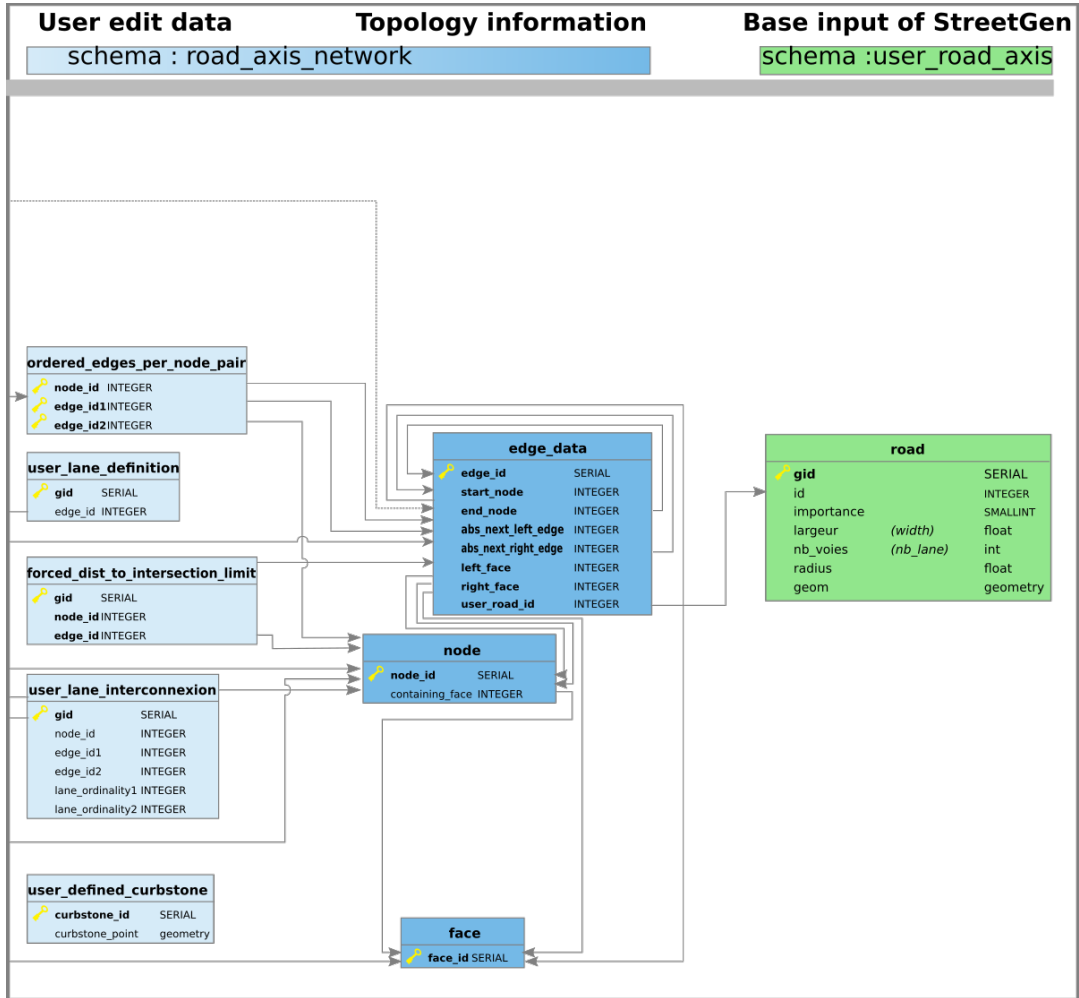 User edit data Topology information Base input of StreetGen
schema : road_axis_network schema :user_road_axis
ordered_edges_per_node_pair
node_id INTEGER
edge_id1 INTEGER
edge_id2 INTEGER
user_lane_definition
gid SERIAL
edge_id INTEGER
forced_dist_to_intersection_limit
gid SERIAL
node_id INTEGER
edge_id INTEGER
user_lane_interconnexion
gid SERIAL
node_id INTEGER
edge_id1 INTEGER
edge_id2 INTEGER
lane_ordinality1 INTEGER
lane_ordinality2 INTEGER
user_defined_curbstone
curbstone_id SERIAL
curbstone_point geometry
edge_data
edge_id SERIAL
start_node INTEGER
end_node INTEGER
abs_next_left_edge INTEGER
abs_next_right_edge INTEGER
left_face INTEGER
right_face INTEGER
user_road_id INTEGER
node
node_id SERIAL
containing_face INTEGER
face
face_id SERIAL
road
gid SERIAL
id INTEGER
importance SMALLINT
largeur (width) float
nb_voies (nb_lane) int
radius float
geom geometry